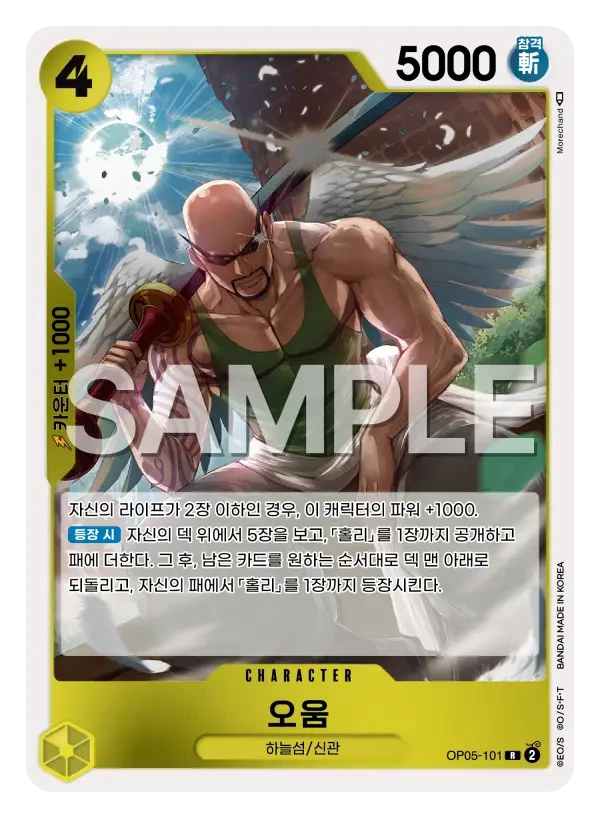 4
5000
참격
斬
Morechand
카운터 +1000
SAMPLE
자신의 라이프가 2장 이하인 경우, 이 캐릭터의 파워 +1000.
등장 시 자신의 덱 위에서 5장을 보고, 「홀리」를 1장까지 공개하고
패에 더한다. 그 후, 남은 카드를 원하는 순서대로 덱 맨 아래로
되돌리고, 자신의 패에서 「홀리」를 1장까지 등장시킨다.
CHARACTER
오움
하늘섬/신관
OP05-101 R 2
©EO/S ©O/S·F·T BANDAI MADE IN KOREA